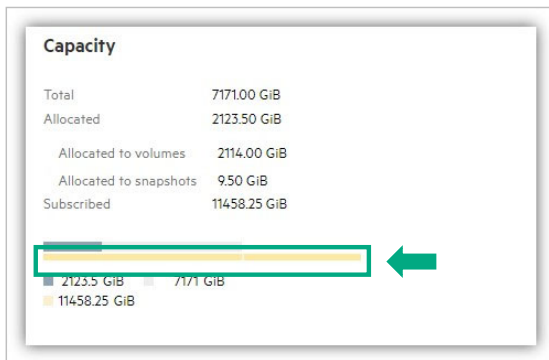 Capacity
Total 7171.00 GiB
Allocated 2123.50 GiB
Allocated to volumes 2114.00 GiB
Allocated to snapshots 9.50 GiB
Subscribed 11458.25 GiB
2123.5 GiB 7171 GiB
11458.25 GiB